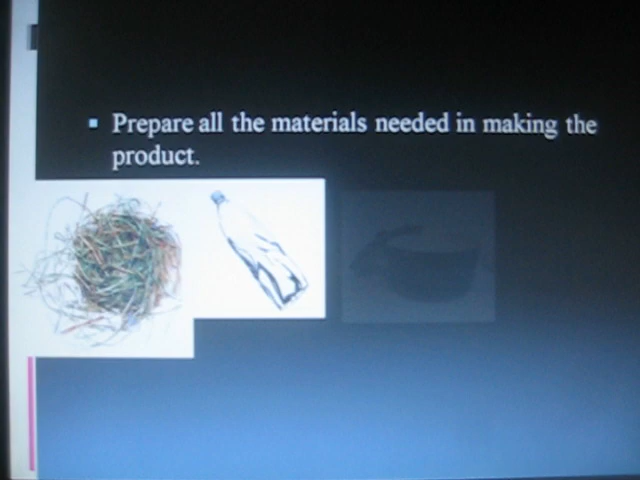 Prepare all the materials needed in making the
product.